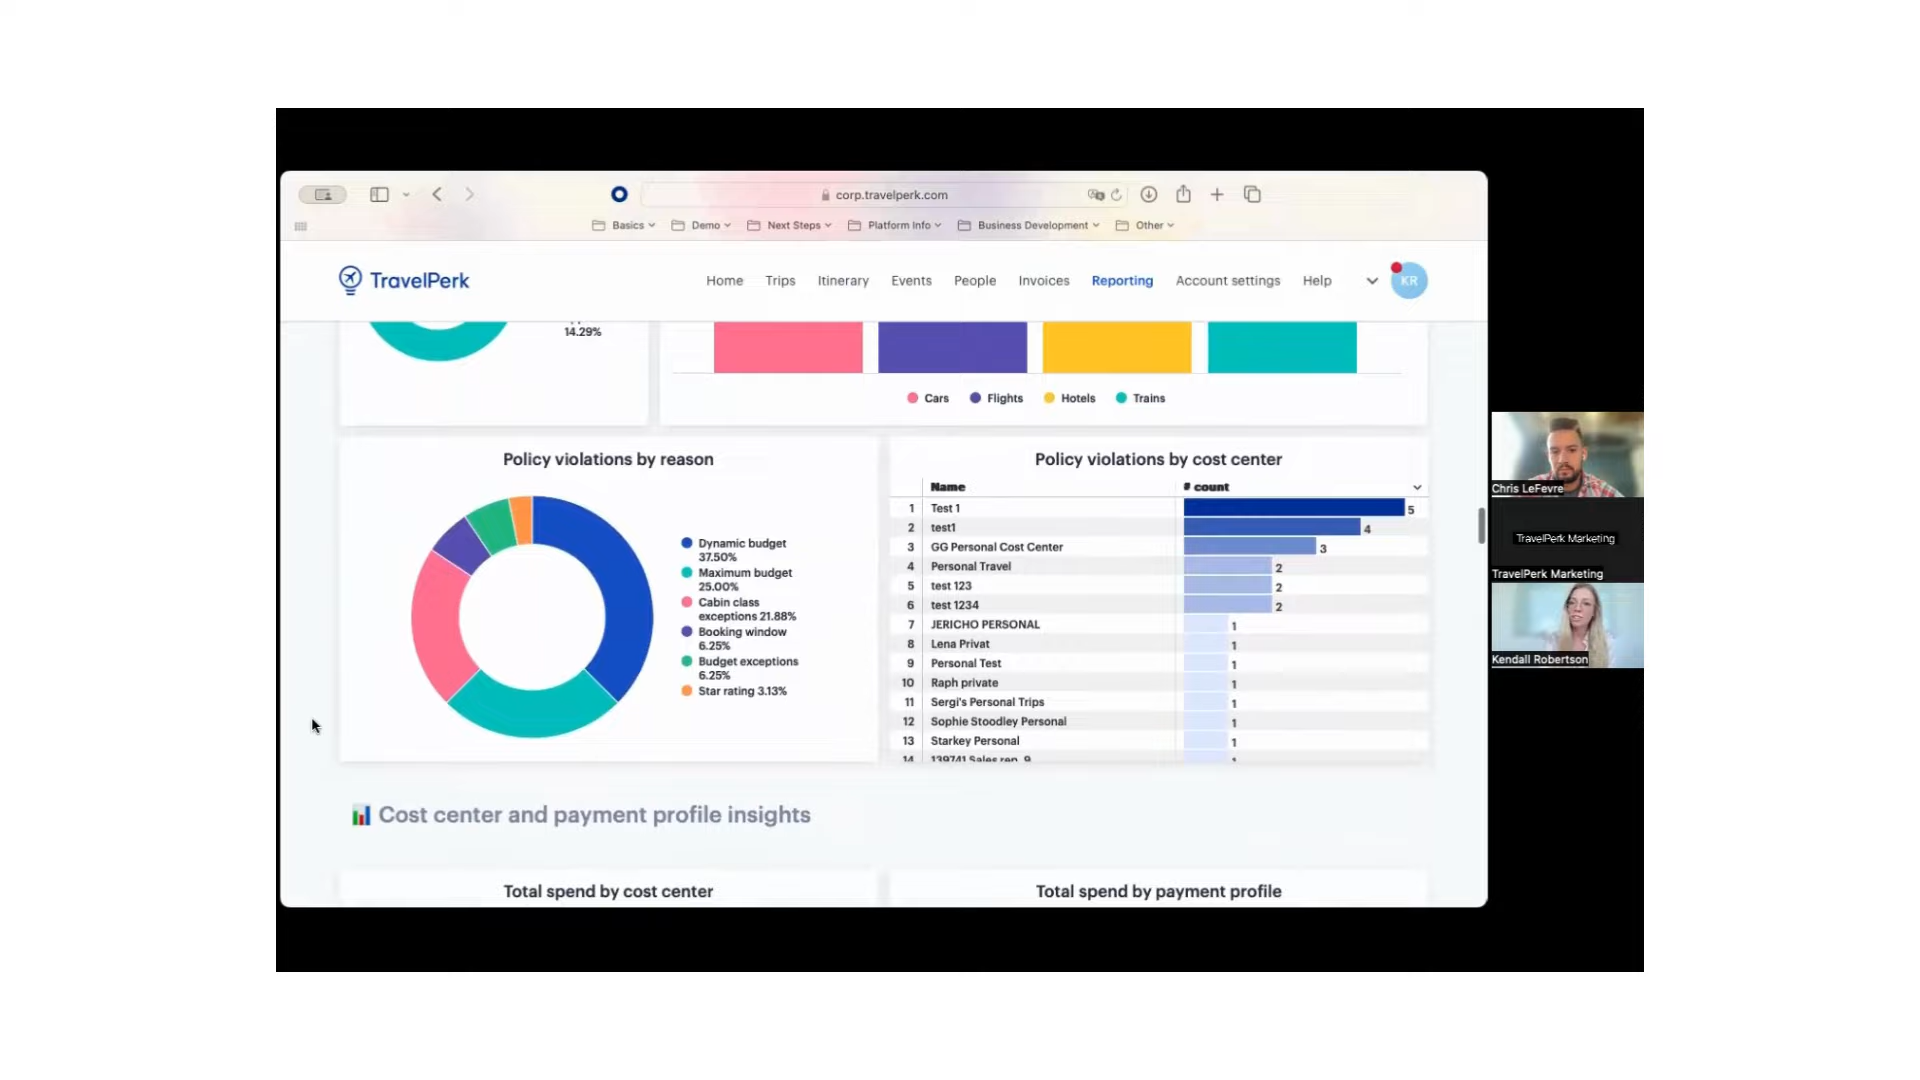 corp.travelperk.com
Basics
Demo
Next Steps
Platform Info
Business Development
Other
TravelPerk
Home
Trips
Itinerary
Events
People
Invoices
Reporting
Account settings
Help
KR
14.29%
Cars
Flights
Hotels
Trains
Policy violations by reason
Dynamic budget
37.50%
Maximum budget
25.00%
Cabin class
exceptions 21.88%
Booking window
6.25%
Budget exceptions
6.25%
Star rating 3.13%
Policy violations by cost center
Name # count
1 Test 1 5
2 test1 4
3 GG Personal Cost Center 3
4 Personal Travel 2
5 test 123 2
6 test 1234 2
7 JERICHO PERSONAL 1
8 Lena Privat 1
9 Personal Test 1
10 Raph private 1
11 Sergi's Personal Trips 1
12 Sophie Stoodley Personal 1
13 Starkey Personal 1
14 139741 Sales rep. 9 1
Cost center and payment profile insights
Total spend by cost center
Total spend by payment profile
Chris LeFevre
TravelPerk Marketing
TravelPerk Marketing
Kendall Robertson